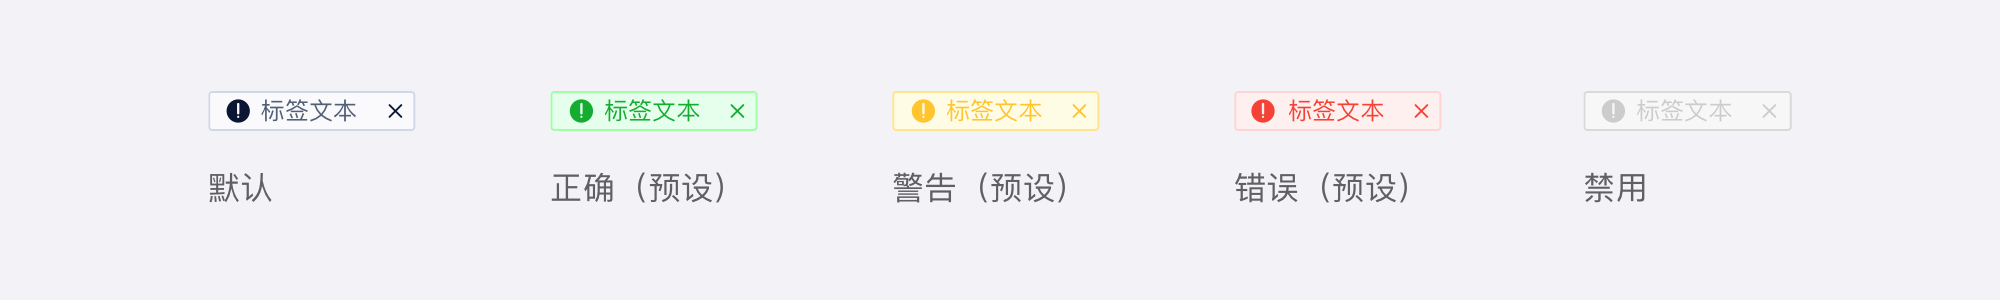 标签文本 标签文本 标签文本 标签文本 标签文本
默认 正确（预设） 警告（预设） 错误（预设） 禁用